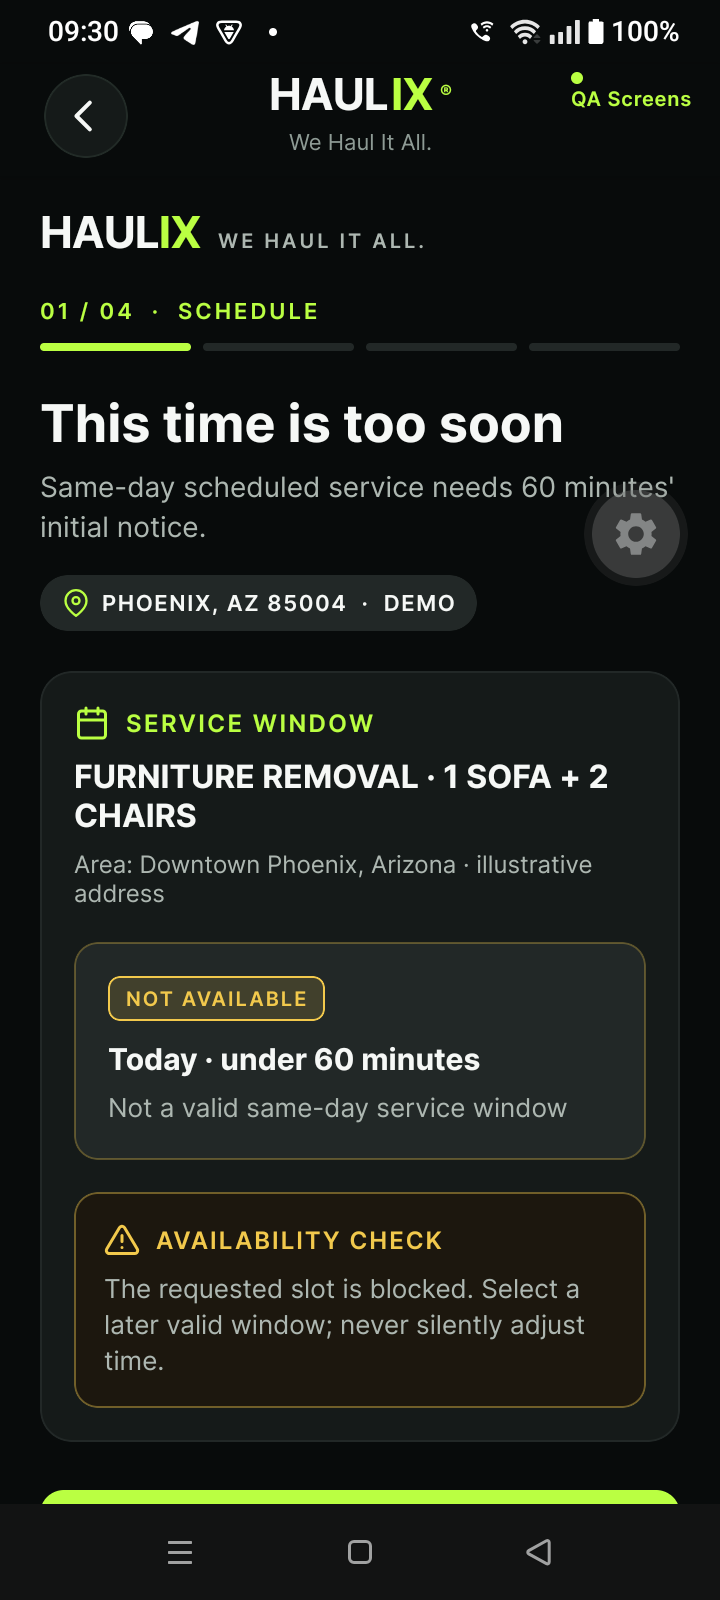 09:30
100%
HAULIX ®
QA Screens
We Haul It All.
HAULIX WE HAUL IT ALL.
01 / 04 · SCHEDULE
This time is too soon
Same-day scheduled service needs 60 minutes'
initial notice.
PHOENIX, AZ 85004 · DEMO
SERVICE WINDOW
FURNITURE REMOVAL · 1 SOFA + 2
CHAIRS
Area: Downtown Phoenix, Arizona · illustrative
address
NOT AVAILABLE
Today · under 60 minutes
Not a valid same-day service window
AVAILABILITY CHECK
The requested slot is blocked. Select a
later valid window; never silently adjust
time.